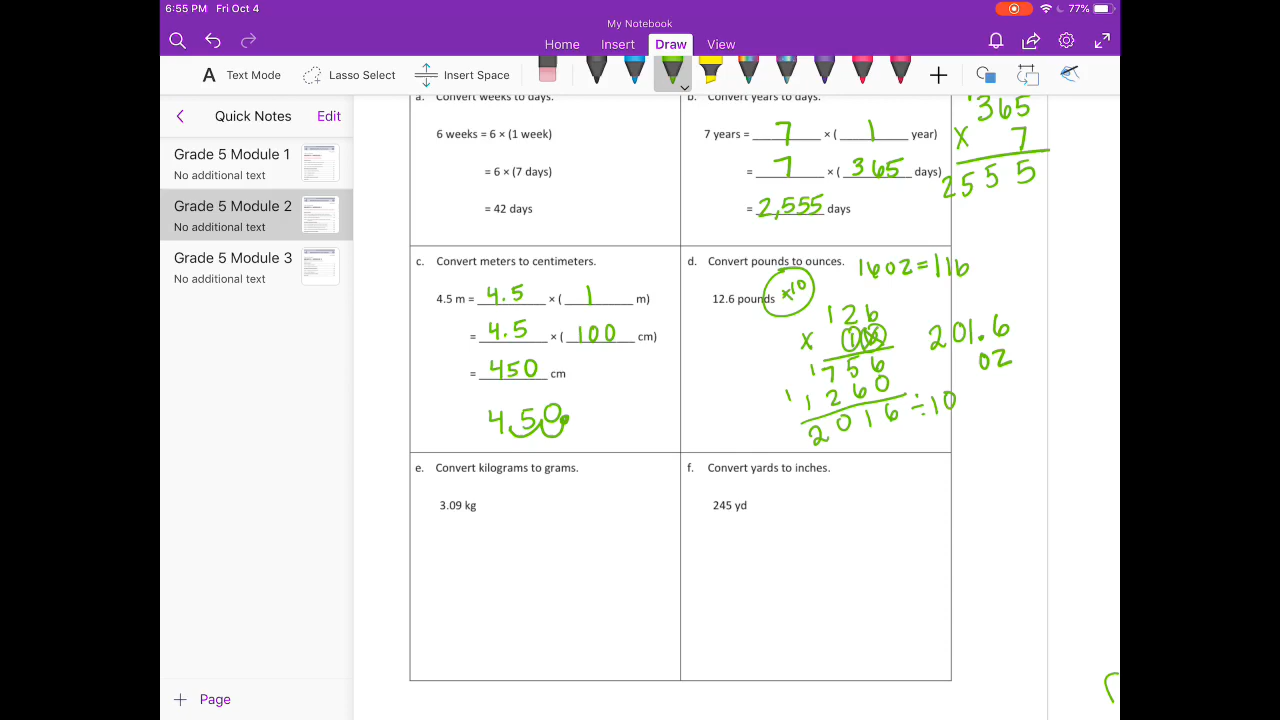 6:55 PM Fri Oct 4
77%
My Notebook
Home Insert Draw View
Text Mode
Lasso Select
Insert Space
Quick Notes
Edit
Grade 5 Module 1
No additional text
Grade 5 Module 2
No additional text
Grade 5 Module 3
No additional text
+ Page
a. Convert weeks to days.
6 weeks = 6 × (1 week)
= 6 × (7 days)
= 42 days
b. Convert years to days.
7 years = 7 × ( 1 year)
= 7 × ( 365 days)
= 2,555 days
1
365
× 7
2555
c. Convert meters to centimeters.
4.5 m = 4.5 × ( 1 m)
= 4.5 × ( 100 cm)
= 450 cm
4.50.
d. Convert pounds to ounces.
16oz = 1lb
12.6 pounds
×10
126
×
1756
1 1260
2016 ÷10
201.6
oz
e. Convert kilograms to grams.
3.09 kg
f. Convert yards to inches.
245 yd